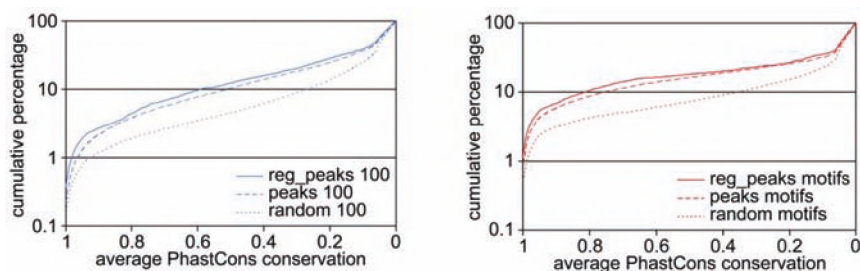 cumulative percentage
100
10
1
0.1
reg_peaks 100
peaks 100
random 100
1 0.8 0.6 0.4 0.2 0
average PhastCons conservation
cumulative percentage
100
10
1
0.1
reg_peaks motifs
peaks motifs
random motifs
1 0.8 0.6 0.4 0.2 0
average PhastCons conservation